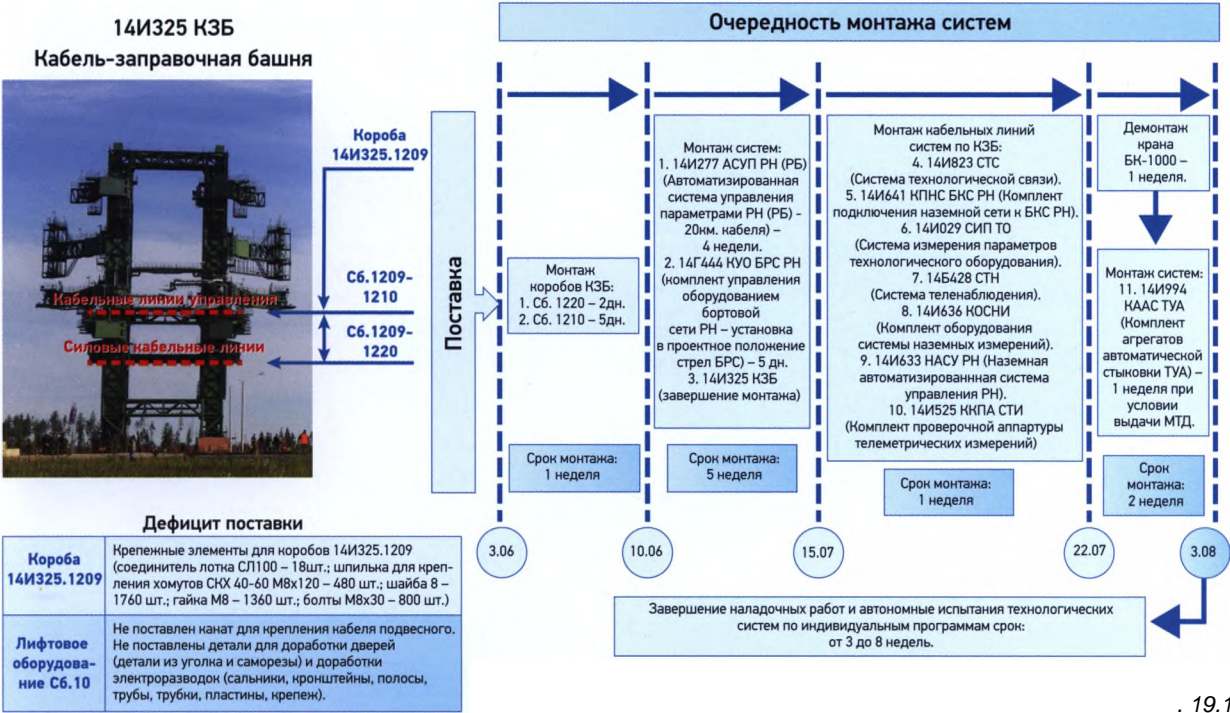 14И325 КЗБ
Кабель-заправочная башня
Кабельные линии управления
Силовые кабельные линии
Короба
14И325.1209
Сб.1209-
1210
Сб.1209-
1220
Поставка
Очередность монтажа систем
Монтаж
коробов КЗБ:
1. Сб. 1220 – 2дн.
2. Сб. 1210 – 5дн.
Срок монтажа:
1 неделя
Монтаж систем:
1. 14И277 АСУП РН (РБ)
(Автоматизированная
система управления
параметрами РН (РБ) -
20км. кабеля) –
4 недели.
2. 14Г444 КУО БРС РН
(комплект управления
оборудованием
бортовой
сети РН – установка
в проектное положение
стрел БРС) – 5 дн.
3. 14И325 КЗБ
(завершение монтажа)
Срок монтажа:
5 неделя
Монтаж кабельных линий
систем по КЗБ:
4. 14И823 СТС
(Система технологической связи).
5. 14И641 КПНС БКС РН (Комплект
подключения наземной сети к БКС РН).
6. 14И029 СИП ТО
(Система измерения параметров
технологического оборудования).
7. 14Б428 СТН
(Система теленаблюдения).
8. 14И636 КОСНИ
(Комплект оборудования
системы наземных измерений).
9. 14И633 НАСУ РН (Наземная
автоматизированнная система
управления РН).
10. 14И525 ККПА СТИ
(Комплект проверочной аппартуры
телеметрических измерений)
Срок монтажа:
1 неделя
Демонтаж
крана
БК-1000 –
1 неделя.
Монтаж систем:
11. 14И994
КААС ТУА
(Комплект
агрегатов
автоматической
стыковки ТУА) –
1 неделя при
условии
выдачи МТД.
Срок
монтажа:
2 неделя
3.06
10.06
15.07
22.07
3.08
Завершение наладочных работ и автономные испытания технологических
систем по индивидуальным программам срок:
от 3 до 8 недель.
Дефицит поставки
Короба
14И325.1209
Крепежные элементы для коробов 14И325.1209
(соединитель лотка СЛ100 – 18шт.; шпилька для креп-
ления хомутов СКХ 40-60 М8х120 – 480 шт.; шайба 8 –
1760 шт.; гайка М8 – 1360 шт.; болты М8х30 – 800 шт.)
Лифтовое
оборудова-
ние Сб.10
Не поставлен канат для крепления кабеля подвесного.
Не поставлены детали для доработки дверей
(детали из уголка и саморезы) и доработки
электроразводок (сальники, кронштейны, полосы,
трубы, трубки, пластины, крепеж).
. 19.1